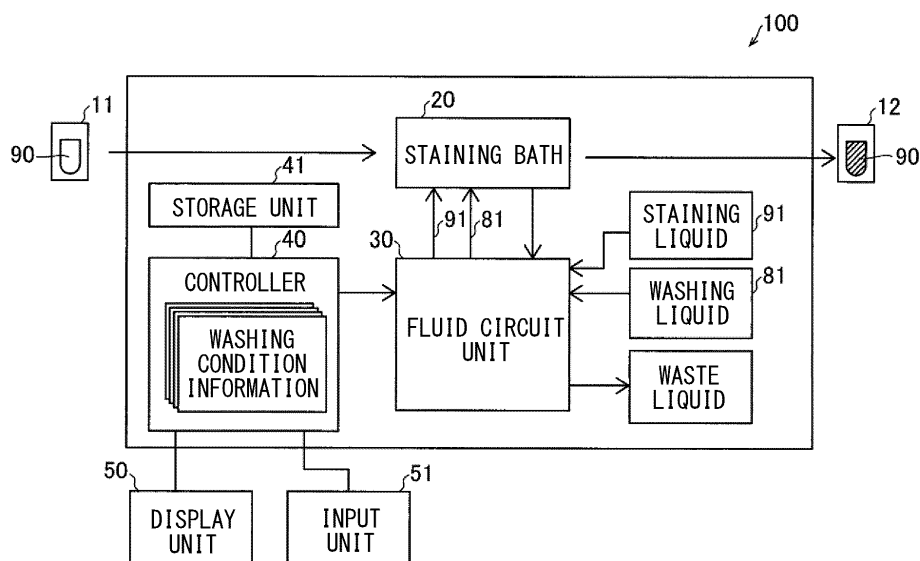 100
11
20
12
90
STAINING BATH
90
41
STORAGE UNIT
91
81
STAINING
LIQUID
91
40
30
CONTROLLER
WASHING
LIQUID
81
WASHING
CONDITION
INFORMATION
FLUID CIRCUIT
UNIT
WASTE
LIQUID
50
51
DISPLAY
UNIT
INPUT
UNIT